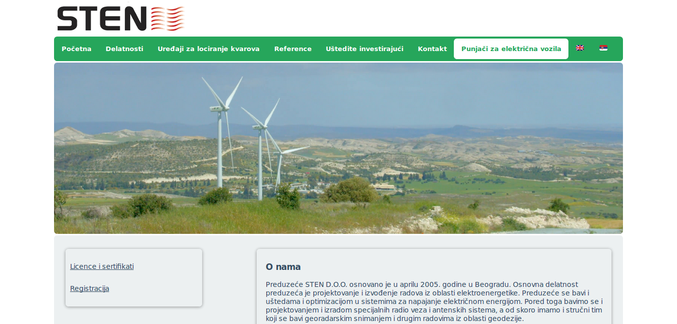 STEN
Početna Delatnosti Uređaji za lociranje kvarova Reference Uštedite investirajući Kontakt Punjači za električna vozila
Licence i sertifikati
Registracija
O nama
Preduzeće STEN D.O.O. osnovano je u aprilu 2005. godine u Beogradu. Osnovna delatnost
preduzeća je projektovanje i izvođenje radova iz oblasti elektroenergetike. Preduzeće se bavi i
uštedama i optimizacijom u sistemima za napajanje električnom energijom. Pored toga bavimo se i
projektovanjem i izradom specijalnih radio veza i antenskih sistema, a od skoro imamo i stručni tim
koji se bavi georadarskim snimanjem i drugim radovima iz oblasti geodezije.